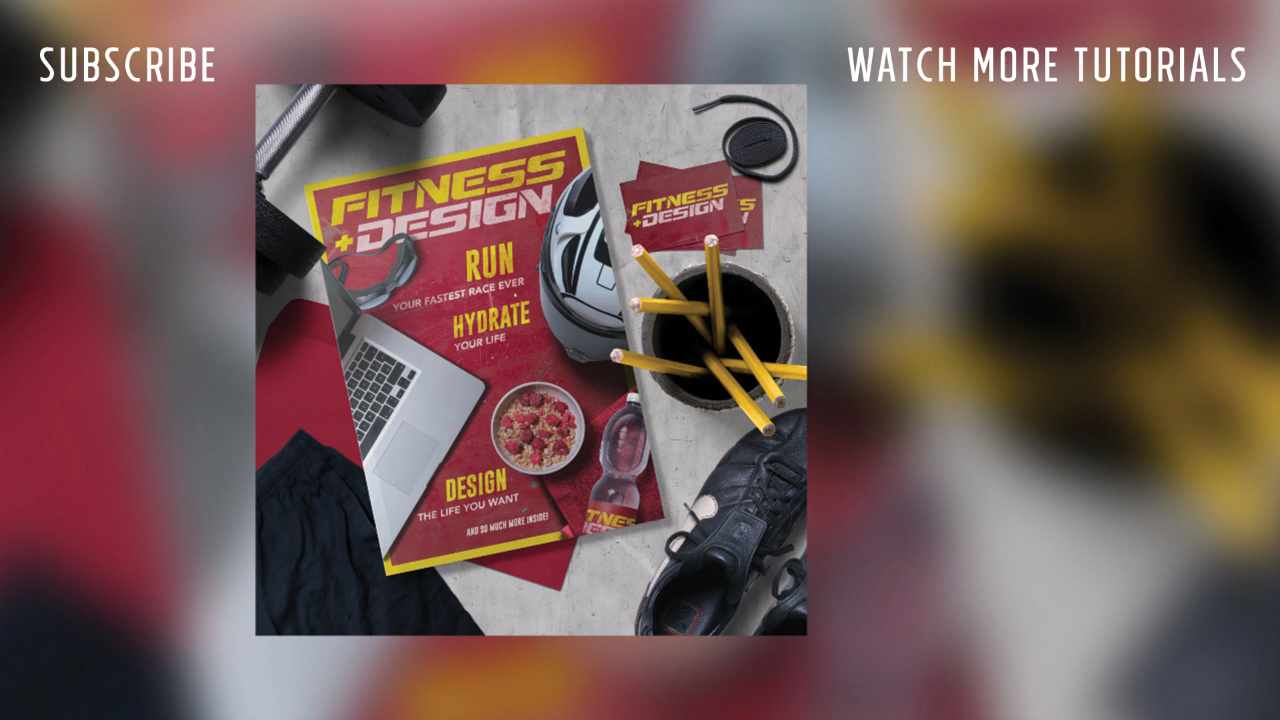 SUBSCRIBE
WATCH MORE TUTORIALS
FITNESS
+DESIGN
RUN
YOUR FASTEST RACE EVER
HYDRATE
YOUR LIFE
DESIGN
THE LIFE YOU WANT
AND SO MUCH MORE INSIDE!
FITNESS
+DESIGN